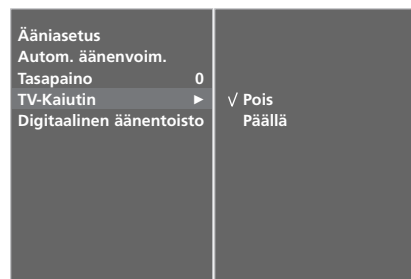 Ääniasetus
Autom. äänenvoim.
Tasapaino 0
TV-Kaiutin ► √ Pois
Digitaalinen äänentoisto Päällä